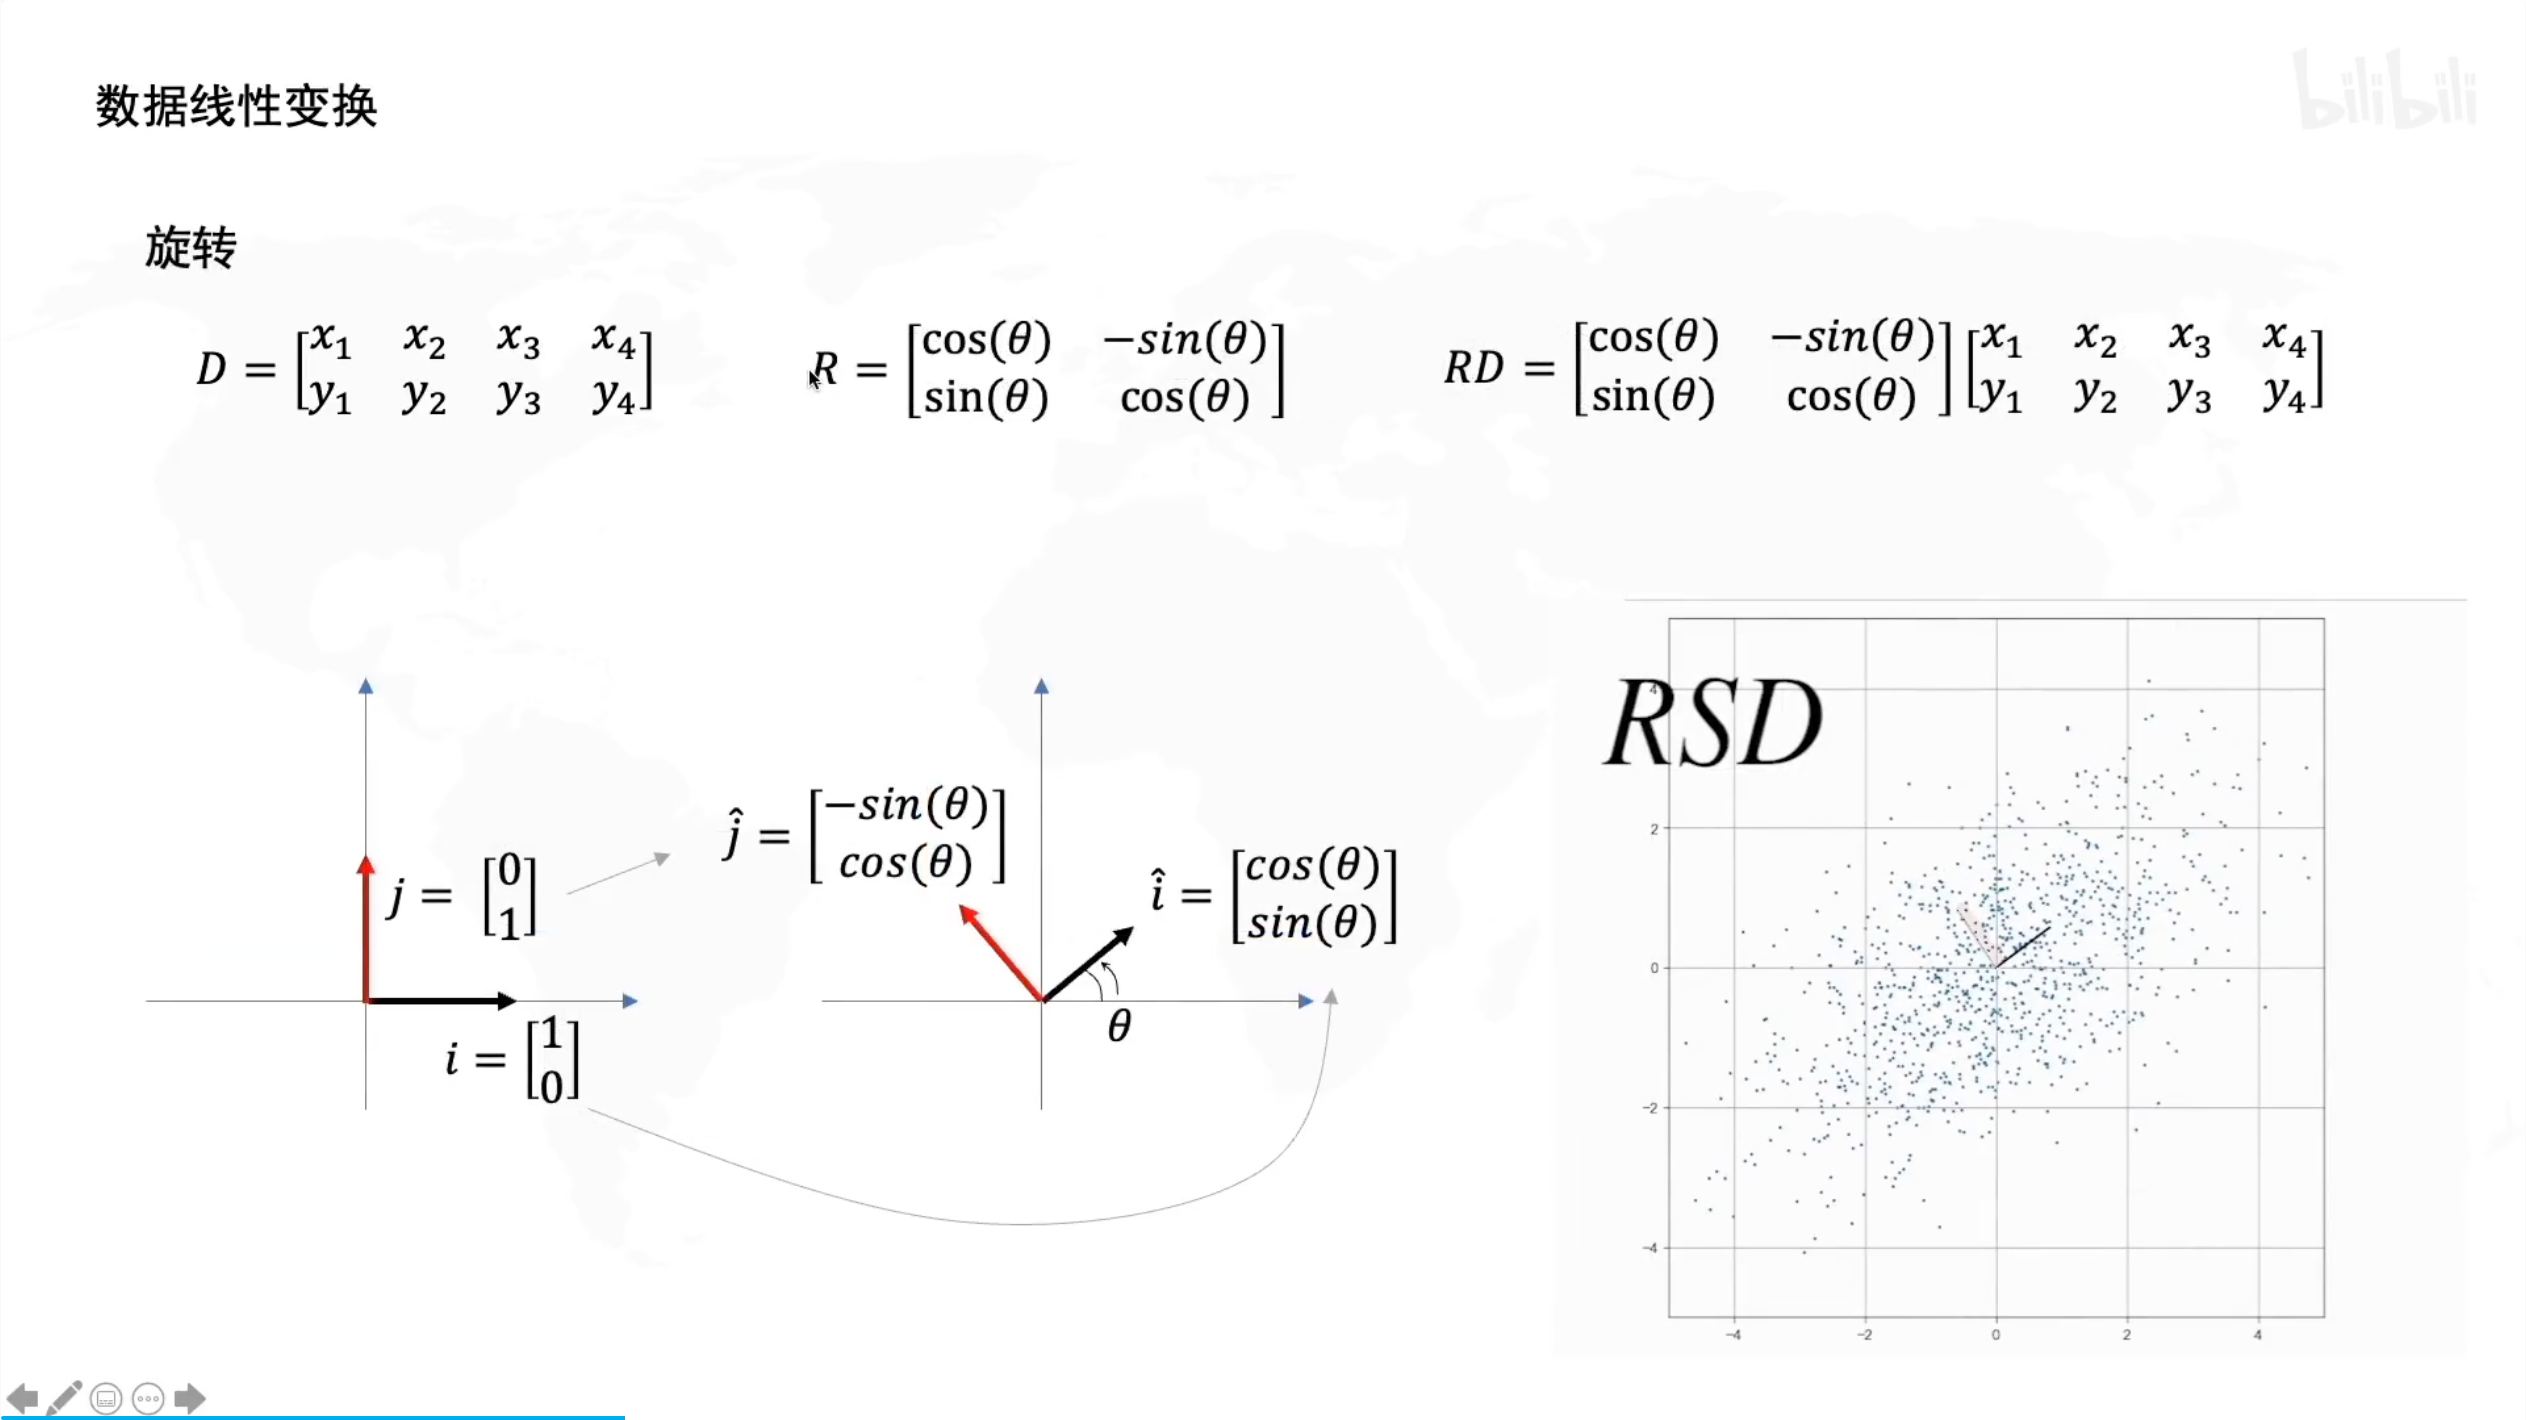 数据线性变换
bilibili
旋转
D = [x₁ x₂ x₃ x₄
y₁ y₂ y₃ y₄]
R = [cos(θ) −sin(θ)
sin(θ) cos(θ)]
RD = [cos(θ) −sin(θ)
sin(θ) cos(θ)] [x₁ x₂ x₃ x₄
y₁ y₂ y₃ y₄]
j = [0
1]
i = [1
0]
ĵ = [−sin(θ)
cos(θ)]
î = [cos(θ)
sin(θ)]
θ
RSD
4
2
0
−2
−4
−4 −2 0 2 4